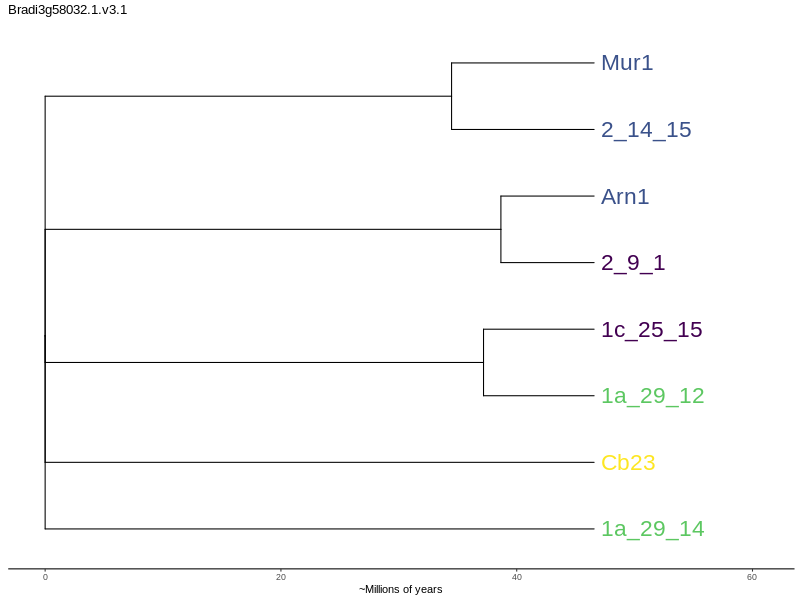 Bradi3g58032.1.v3.1
Mur1
2_14_15
Arn1
2_9_1
1c_25_15
1a_29_12
Cb23
1a_29_14
0 20 40 60
~Millions of years